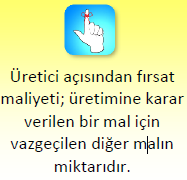 Üretici açısından fırsat
maliyeti; üretimine karar
verilen bir mal için
vazgeçilen diğer malın
miktarıdır.